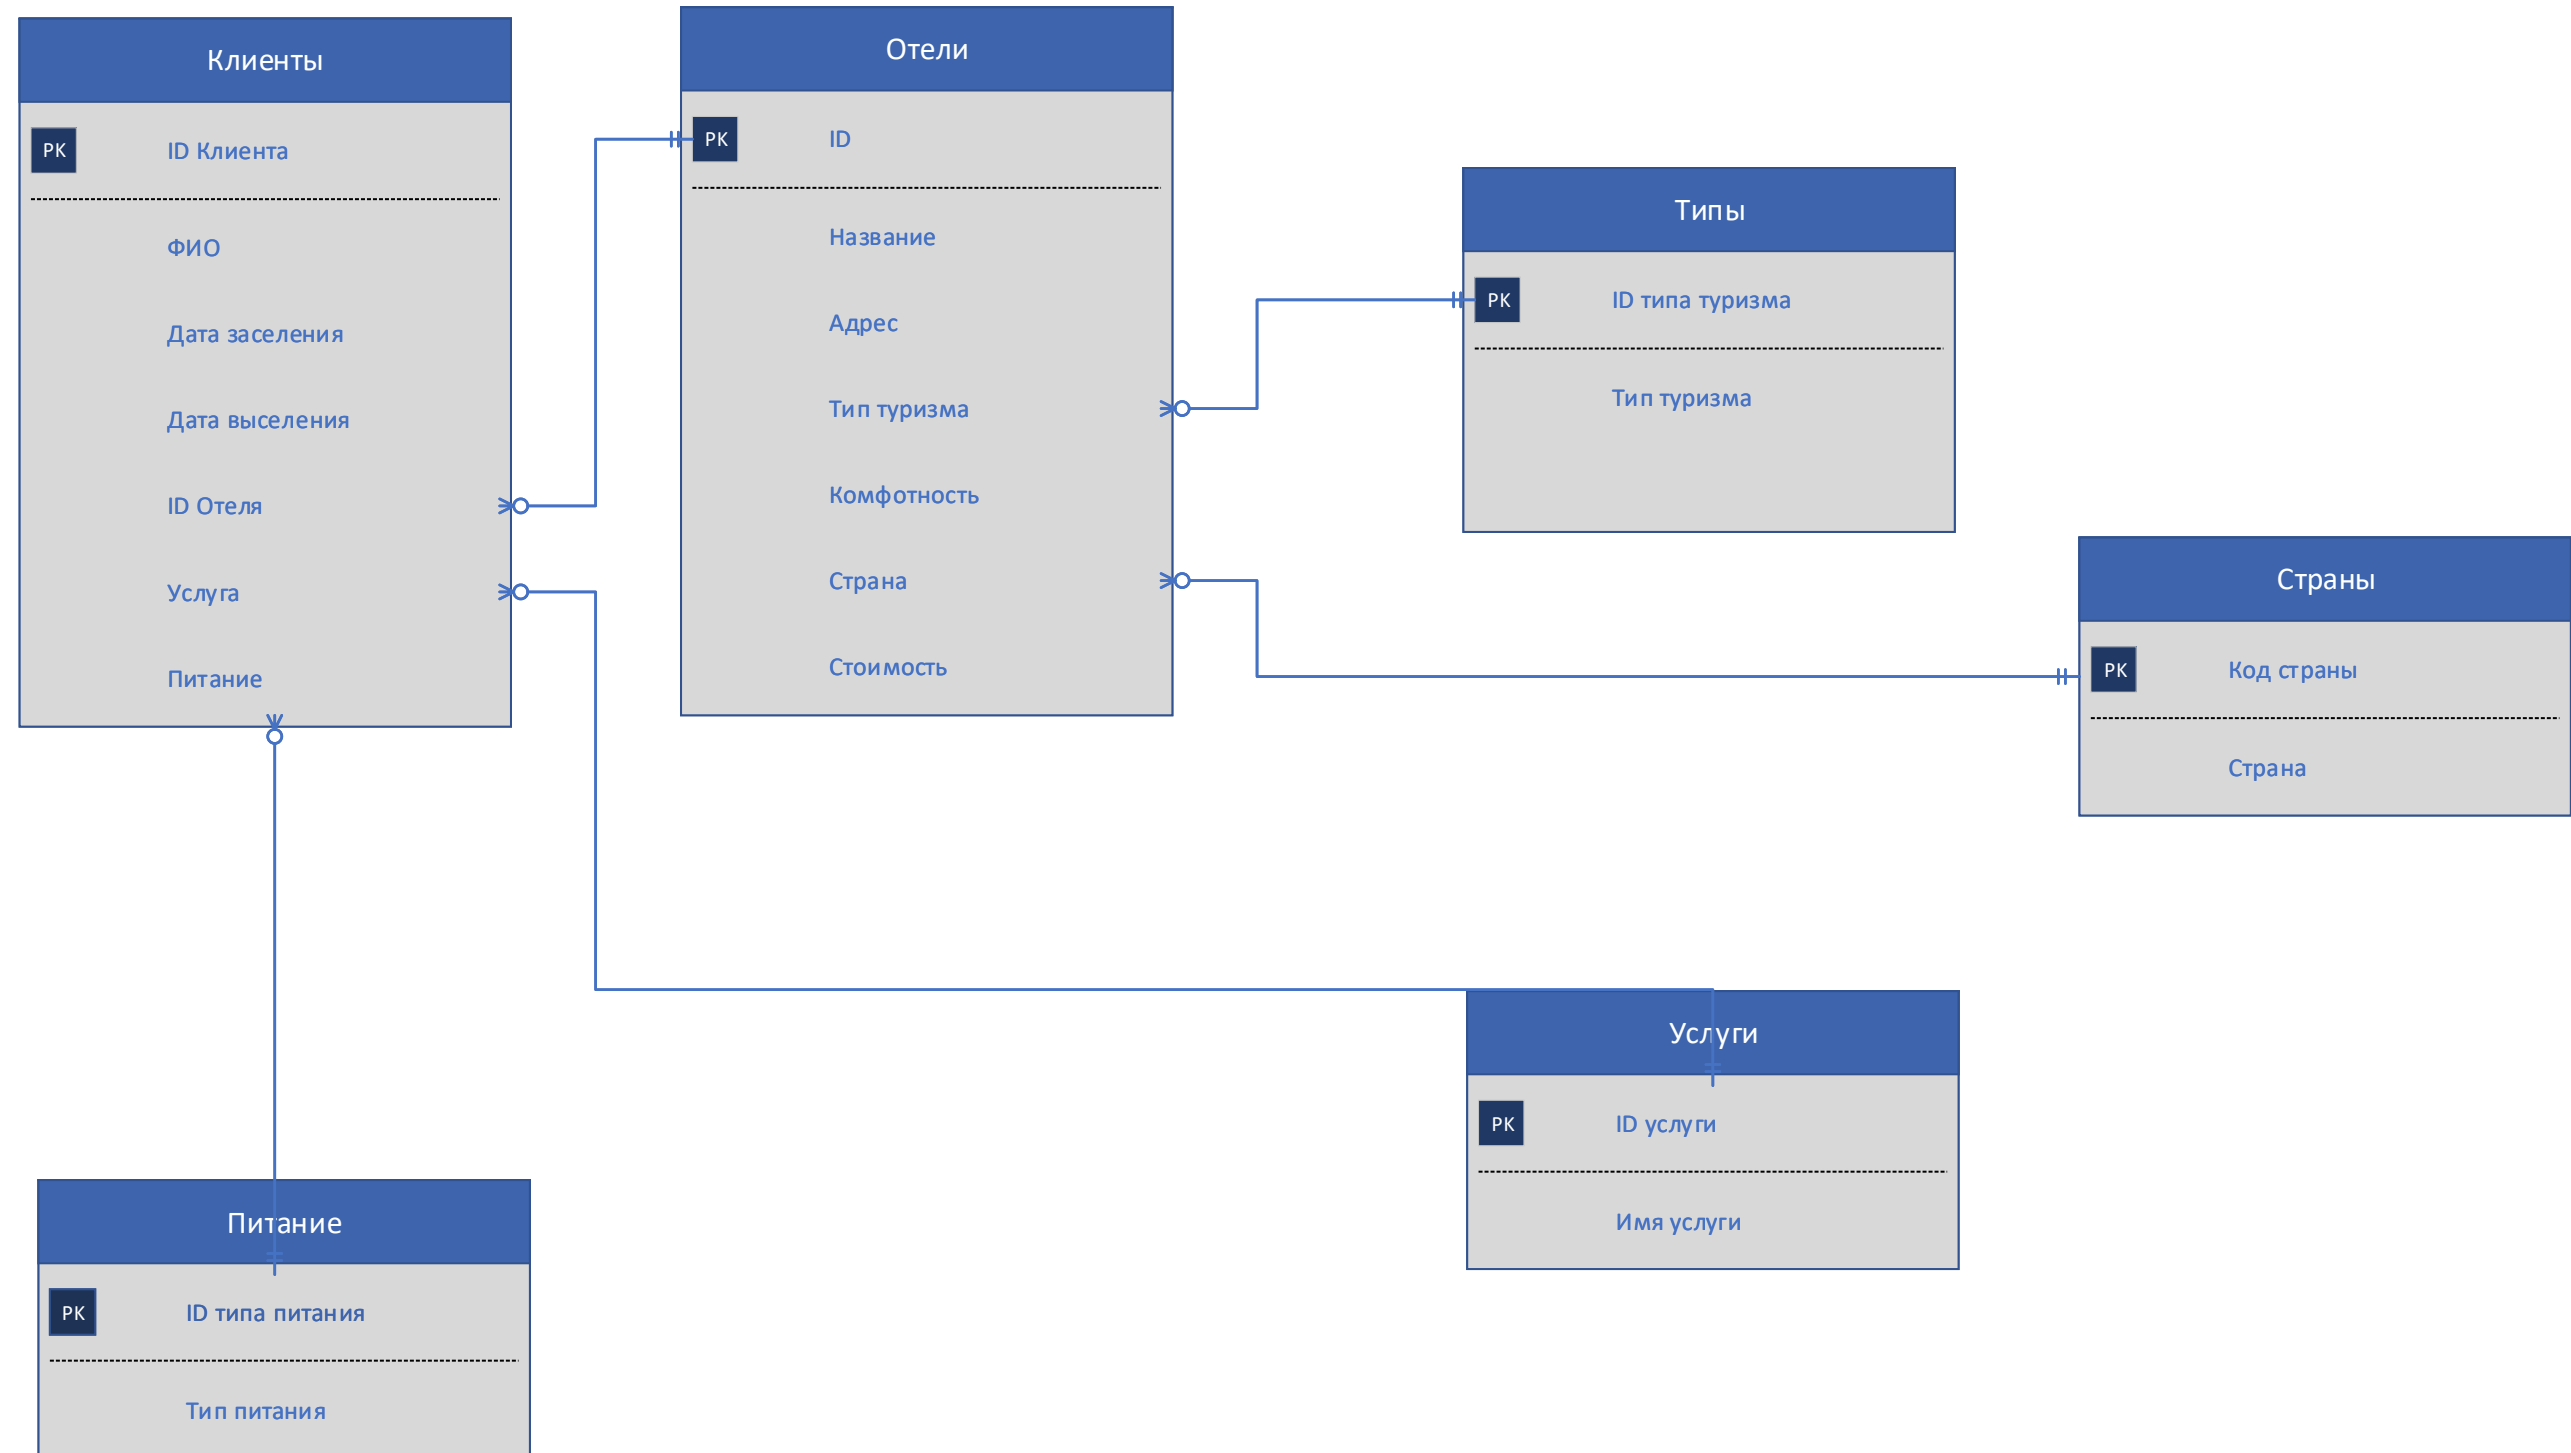 Клиенты
PK ID Клиента
ФИО
Дата заселения
Дата выселения
ID Отеля
Услуга
Питание
Отели
PK ID
Название
Адрес
Тип туризма
Комфотность
Страна
Стоимость
Типы
PK ID типа туризма
Тип туризма
Страны
PK Код страны
Страна
Услуги
PK ID услуги
Имя услуги
Питание
PK ID типа питания
Тип питания